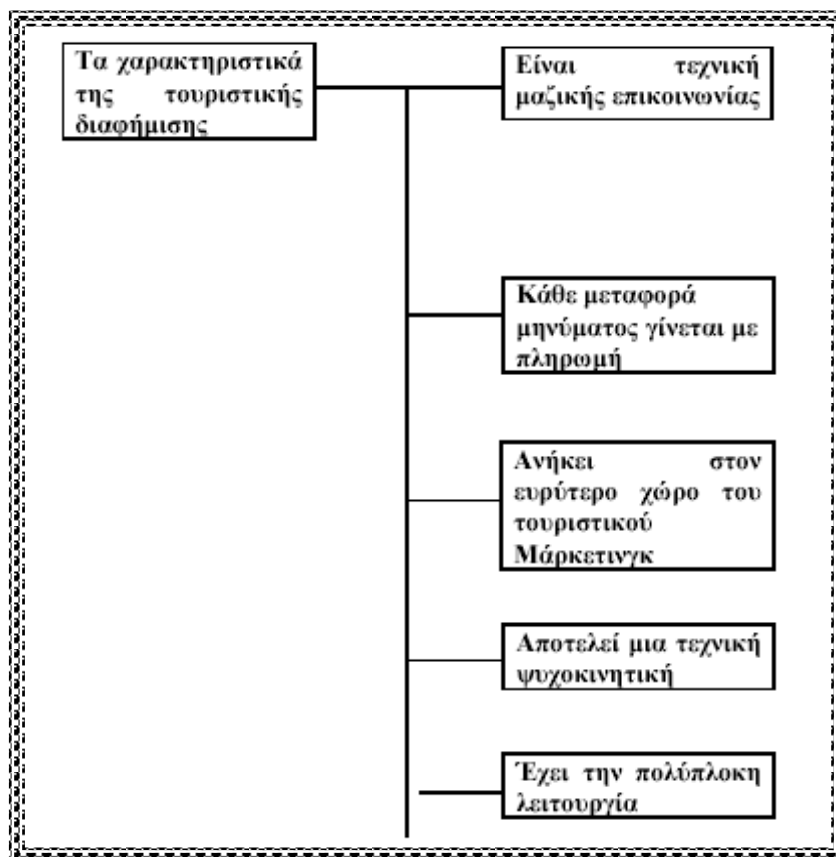 Τα χαρακτηριστικά
της τουριστικής
διαφήμισης
Είναι τεχνική
μαζικής επικοινωνίας
Κάθε μεταφορά
μηνύματος γίνεται με
πληρωμή
Ανήκει στον
ευρύτερο χώρο του
τουριστικού
Μάρκετινγκ
Αποτελεί μια τεχνική
ψυχοκινητική
Έχει την πολύπλοκη
λειτουργία